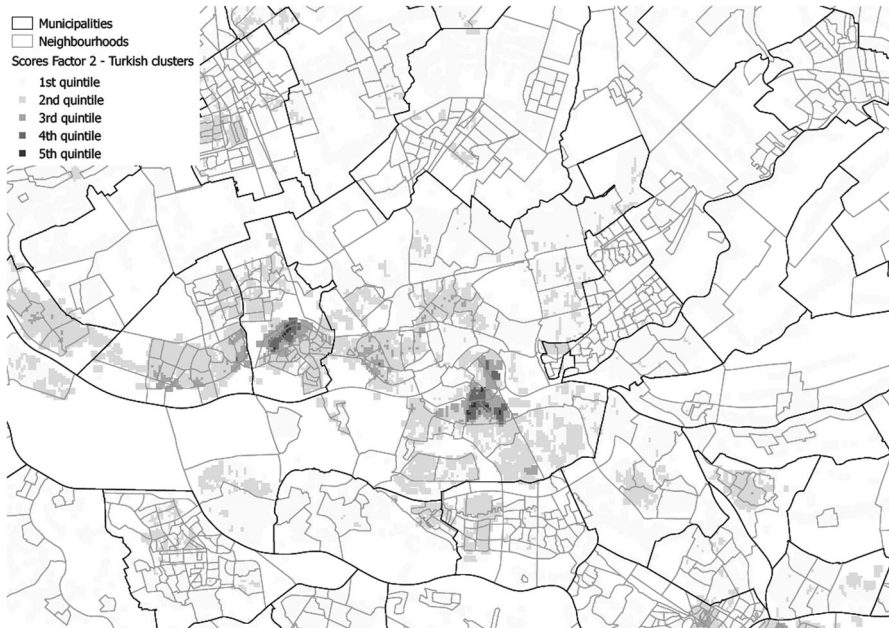 Municipalities
Neighbourhoods
Scores Factor 2 - Turkish clusters
1st quintile
2nd quintile
3rd quintile
4th quintile
5th quintile